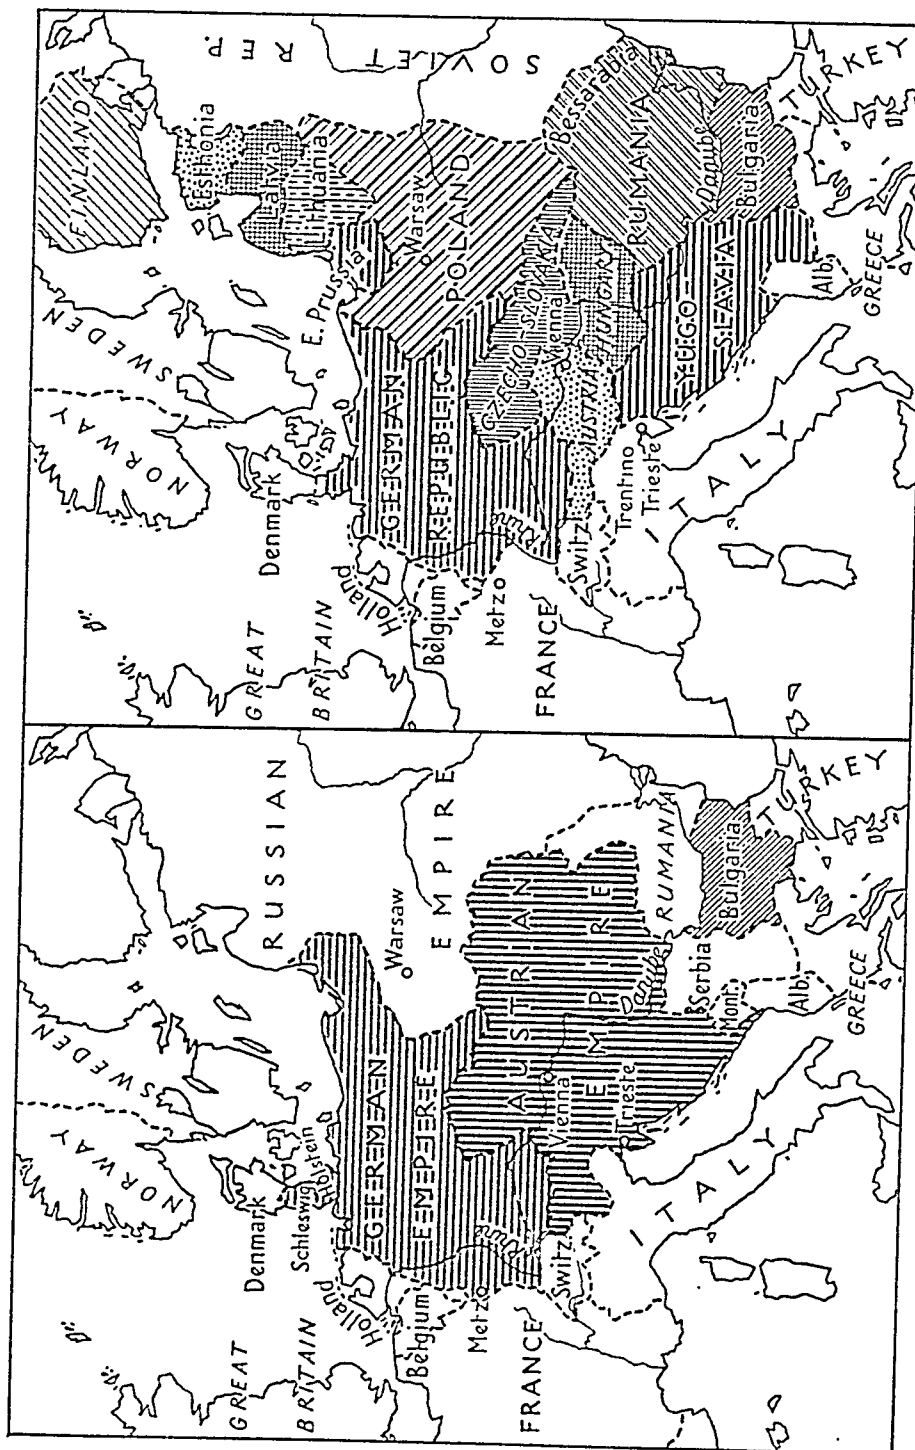 NORWAY
SWEDEN
Denmark
Schleswig
Holstein
GREAT
BRITAIN
Holland
Belgium
Metz
FRANCE
Rhine
Switz.
GERMAN
EMPIRE
RUSSIAN
EMPIRE
Warsaw
AUSTRIAN
EMPIRE
Vienna
Trieste
Danube
RUMANIA
Serbia
Mont.
Bulgaria
Alb.
GREECE
TURKEY
ITALY
NORWAY
SWEDEN
FINLAND
Denmark
GREAT
BRITAIN
Holland
Belgium
Metz
FRANCE
Rhine
Switz.
GERMAN
REPUBLIC
E. Prussia
Esthonia
Latvia
Lithuania
Warsaw
POLAND
SOVIET
REP.
CZECHO-SLOVAKIA
Vienna
AUSTRIA
HUNGARY
Bessarabia
RUMANIA
Danube
Bulgaria
YUGO-
SLAVIA
Trentino
Trieste
Alb.
GREECE
TURKEY
ITALY